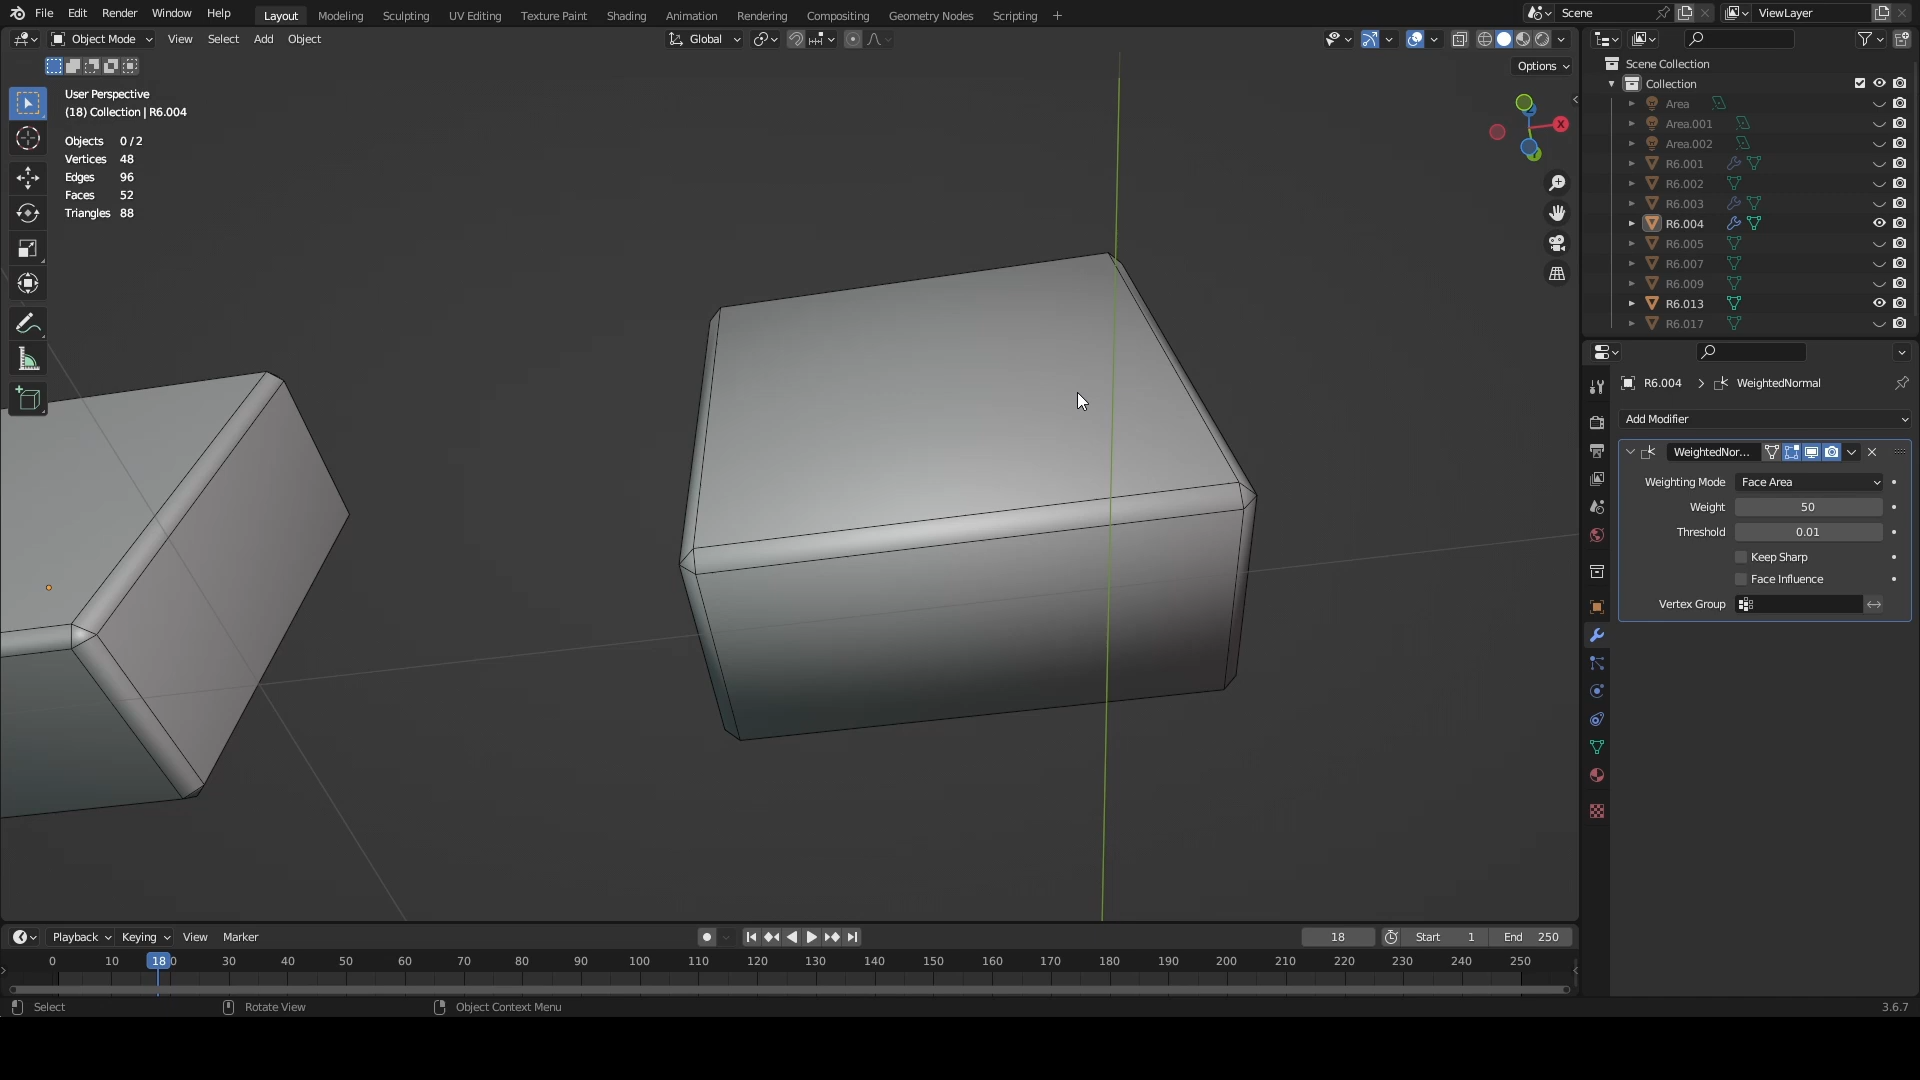 File Edit Render Window Help Layout Modeling Sculpting UV Editing Texture Paint Shading Animation Rendering Compositing Geometry Nodes Scripting + Scene ViewLayer
Object Mode View Select Add Object Global
Options
User Perspective
(18) Collection | R6.004
Objects 0/2
Vertices 48
Edges 96
Faces 52
Triangles 88
X
Y
Scene Collection
Collection
Area
Area.001
Area.002
R6.001
R6.002
R6.003
R6.004
R6.005
R6.007
R6.009
R6.013
R6.017
R6.004 > WeightedNormal
Add Modifier
WeightedNor...
Weighting Mode Face Area
Weight 50
Threshold 0.01
Keep Sharp
Face Influence
Vertex Group
Playback Keying View Marker 18 Start 1 End 250
0 10 18 0 30 40 50 60 70 80 90 100 110 120 130 140 150 160 170 180 190 200 210 220 230 240 250
Select Rotate View Object Context Menu 3.6.7